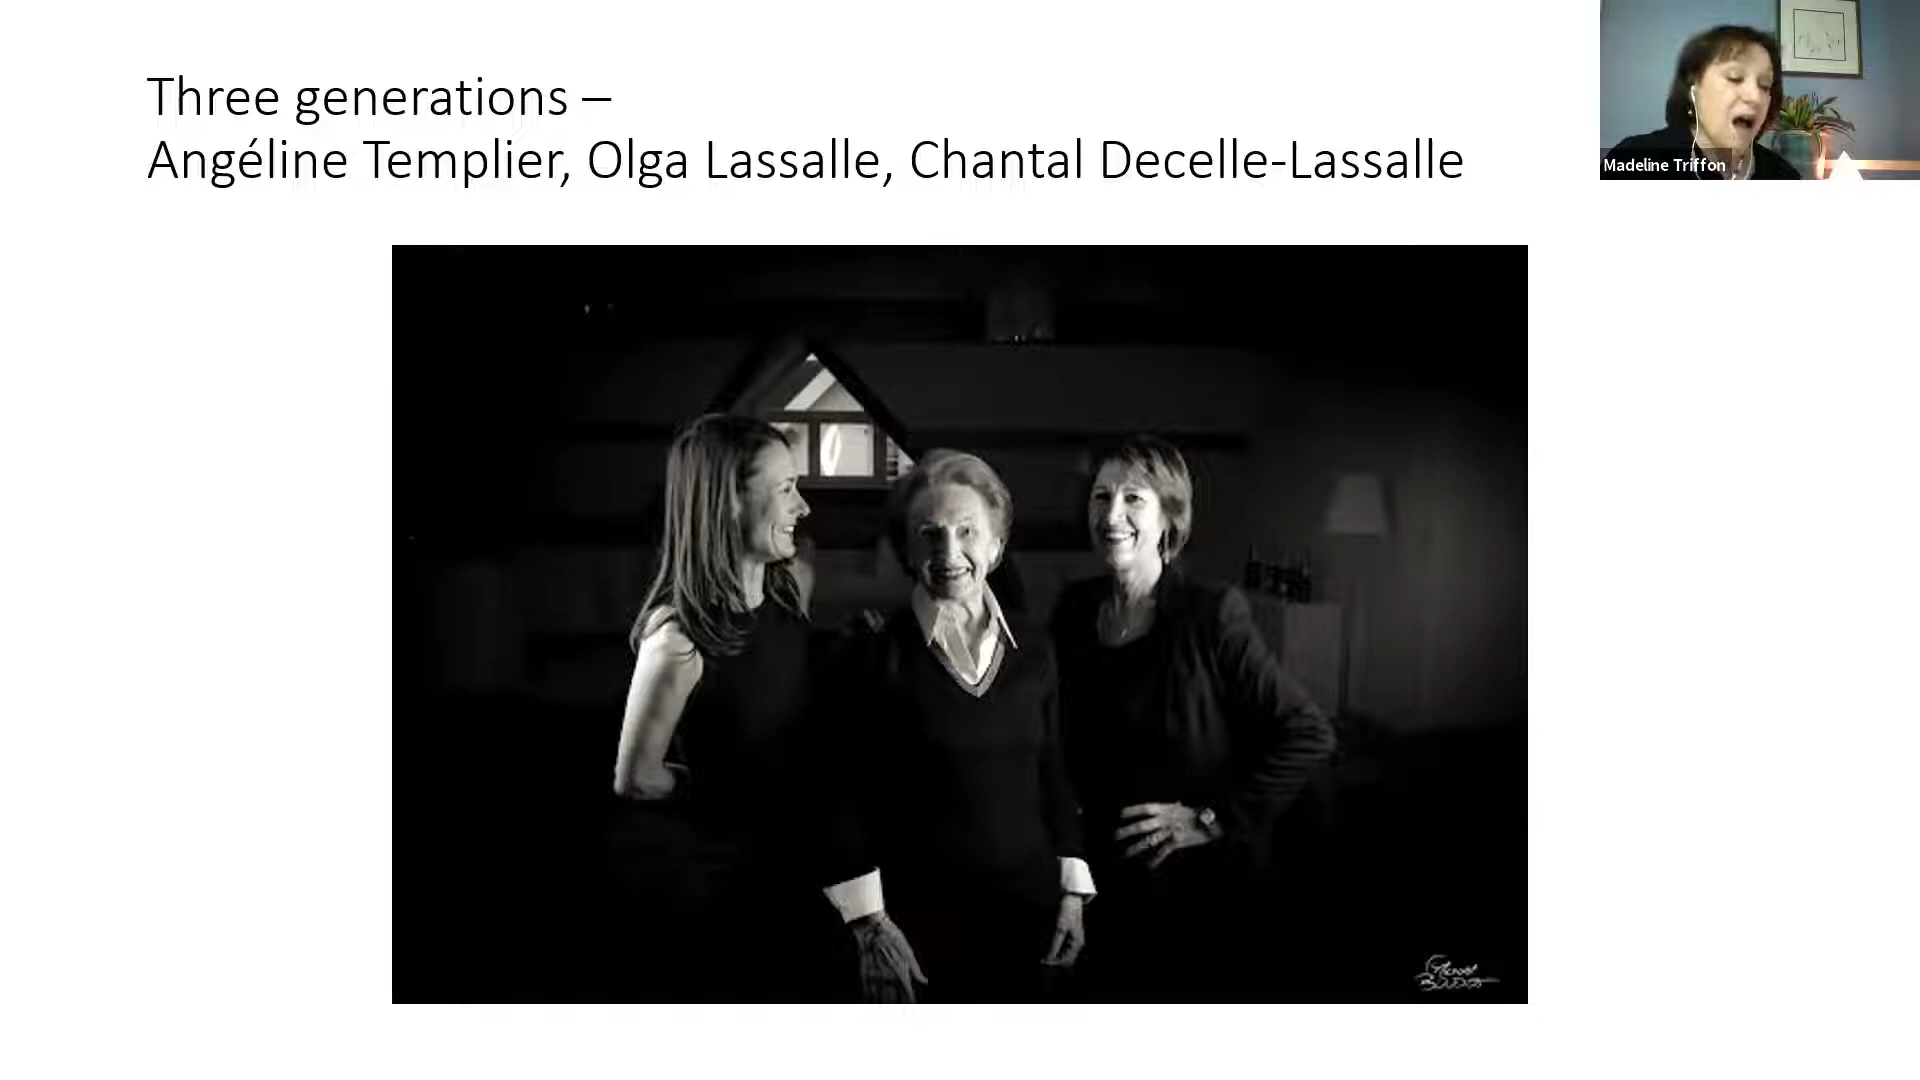 Three generations –
Angéline Templier, Olga Lassalle, Chantal Decelle-Lassalle
Madeline Triffon